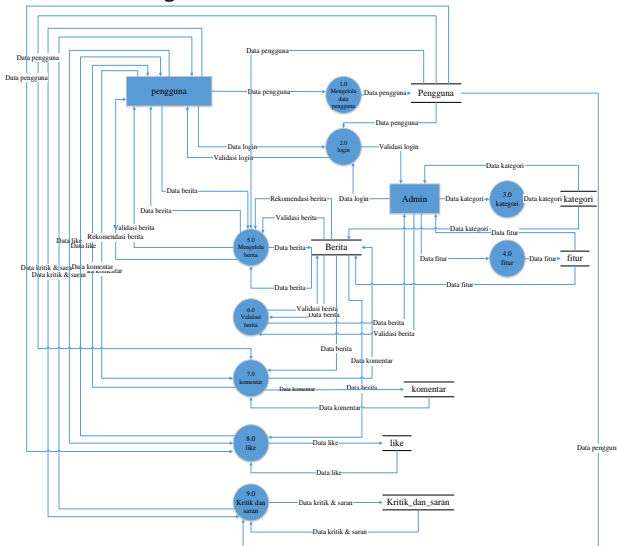 Data pengguna
Data pengguna
Data pengguna
pengguna
Data pengguna
1.0
Mengelola
data
pengguna
Data pengguna
Pengguna
Data pengguna
Data login
Validasi login
2.0
login
Validasi login
Data login
Admin
Data kategori
Data kategori
3.0
kategori
Data kategori
kategori
Data kategori
Data fitur
Data fitur
4.0
fitur
Data fitur
fitur
Data fitur
Data berita
Data berita
Validasi berita
Rekomendasi berita
Rekomendasi berita
Validasi berita
5.0
Mengelola
berita
Data berita
Berita
Data berita
Data like
Data like
Data kritik & saran
Data kritik & saran
Data komentar
6.0
Validasi
berita
Validasi berita
Data berita
Data berita
Validasi berita
Data berita
Data komentar
7.0
komentar
Data komentar
Data berita
komentar
Data komentar
8.0
like
Data like
like
Data like
Data pengguna
9.0
Kritik dan
saran
Data kritik & saran
Kritik_dan_saran
Data kritik & saran